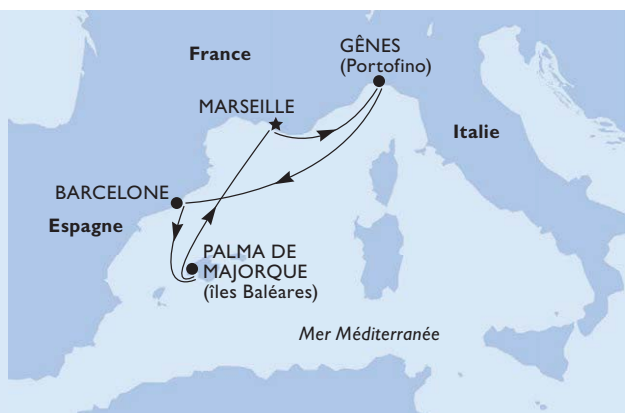 France
GÊNES
(Portofino)
MARSEILLE
Italie
BARCELONE
Espagne
PALMA DE
MAJORQUE
(îles Baléares)
Mer Méditerranée